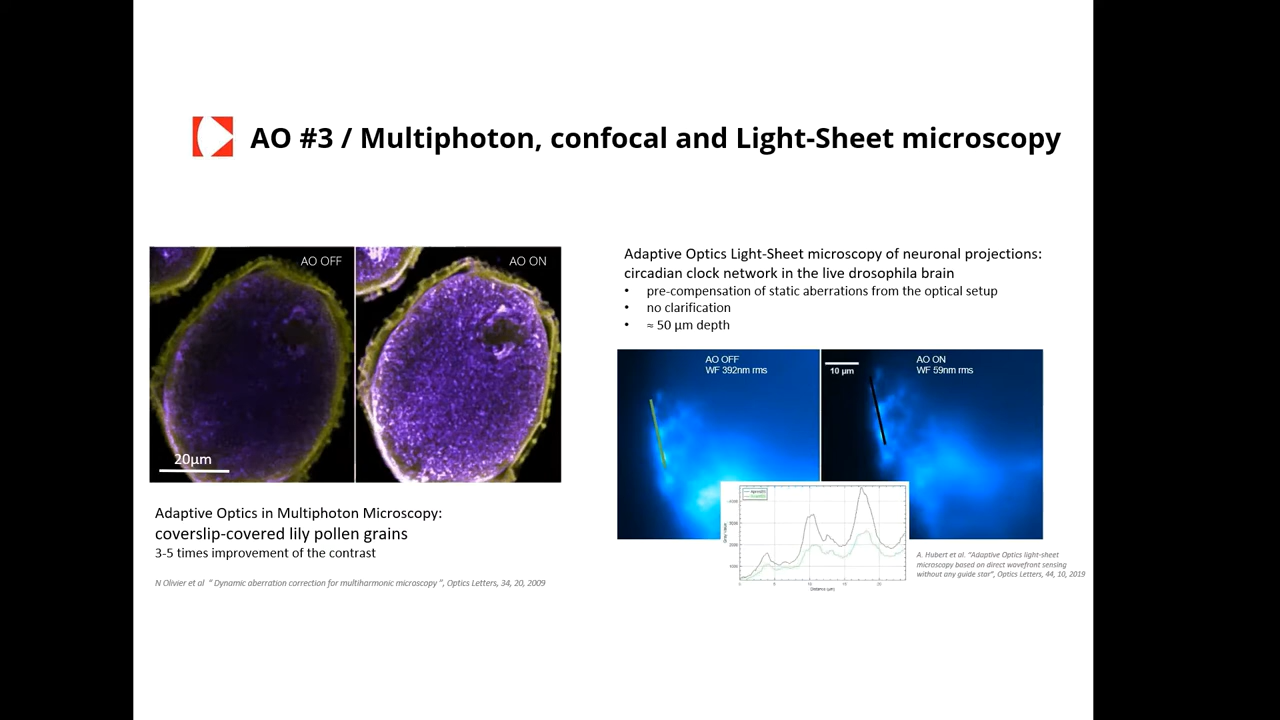 AO #3 / Multiphoton, confocal and Light-Sheet microscopy
AO OFF
AO ON
20µm
Adaptive Optics in Multiphoton Microscopy:
coverslip-covered lily pollen grains
3-5 times improvement of the contrast
N Olivier et al " Dynamic aberration correction for multiharmonic microscopy ", Optics Letters, 34, 20, 2009
Adaptive Optics Light-Sheet microscopy of neuronal projections:
circadian clock network in the live drosophila brain
• pre-compensation of static aberrations from the optical setup
• no clarification
• ≈ 50 µm depth
AO OFF
WF 392nm rms
AO ON
WF 59nm rms
10 µm
Distance (µm)
A. Hubert et al. "Adaptive Optics light-sheet
microscopy based on direct wavefront sensing
without any guide star", Optics Letters, 44, 10, 2019